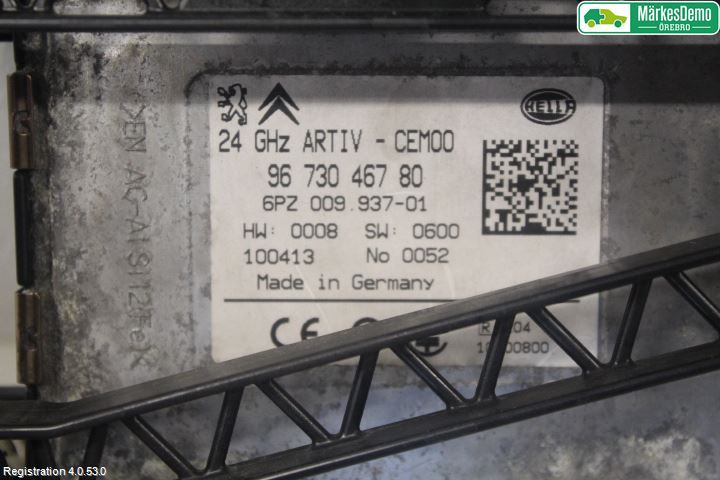 MärkesDemo
ÖREBRO
HELLA
24 GHz ARTIV - CEM00
96 730 467 80
6PZ 009.937-01
HW: 0008 SW: 0600
100413 No 0052
Made in Germany
CE
Registration 4.0.53.0